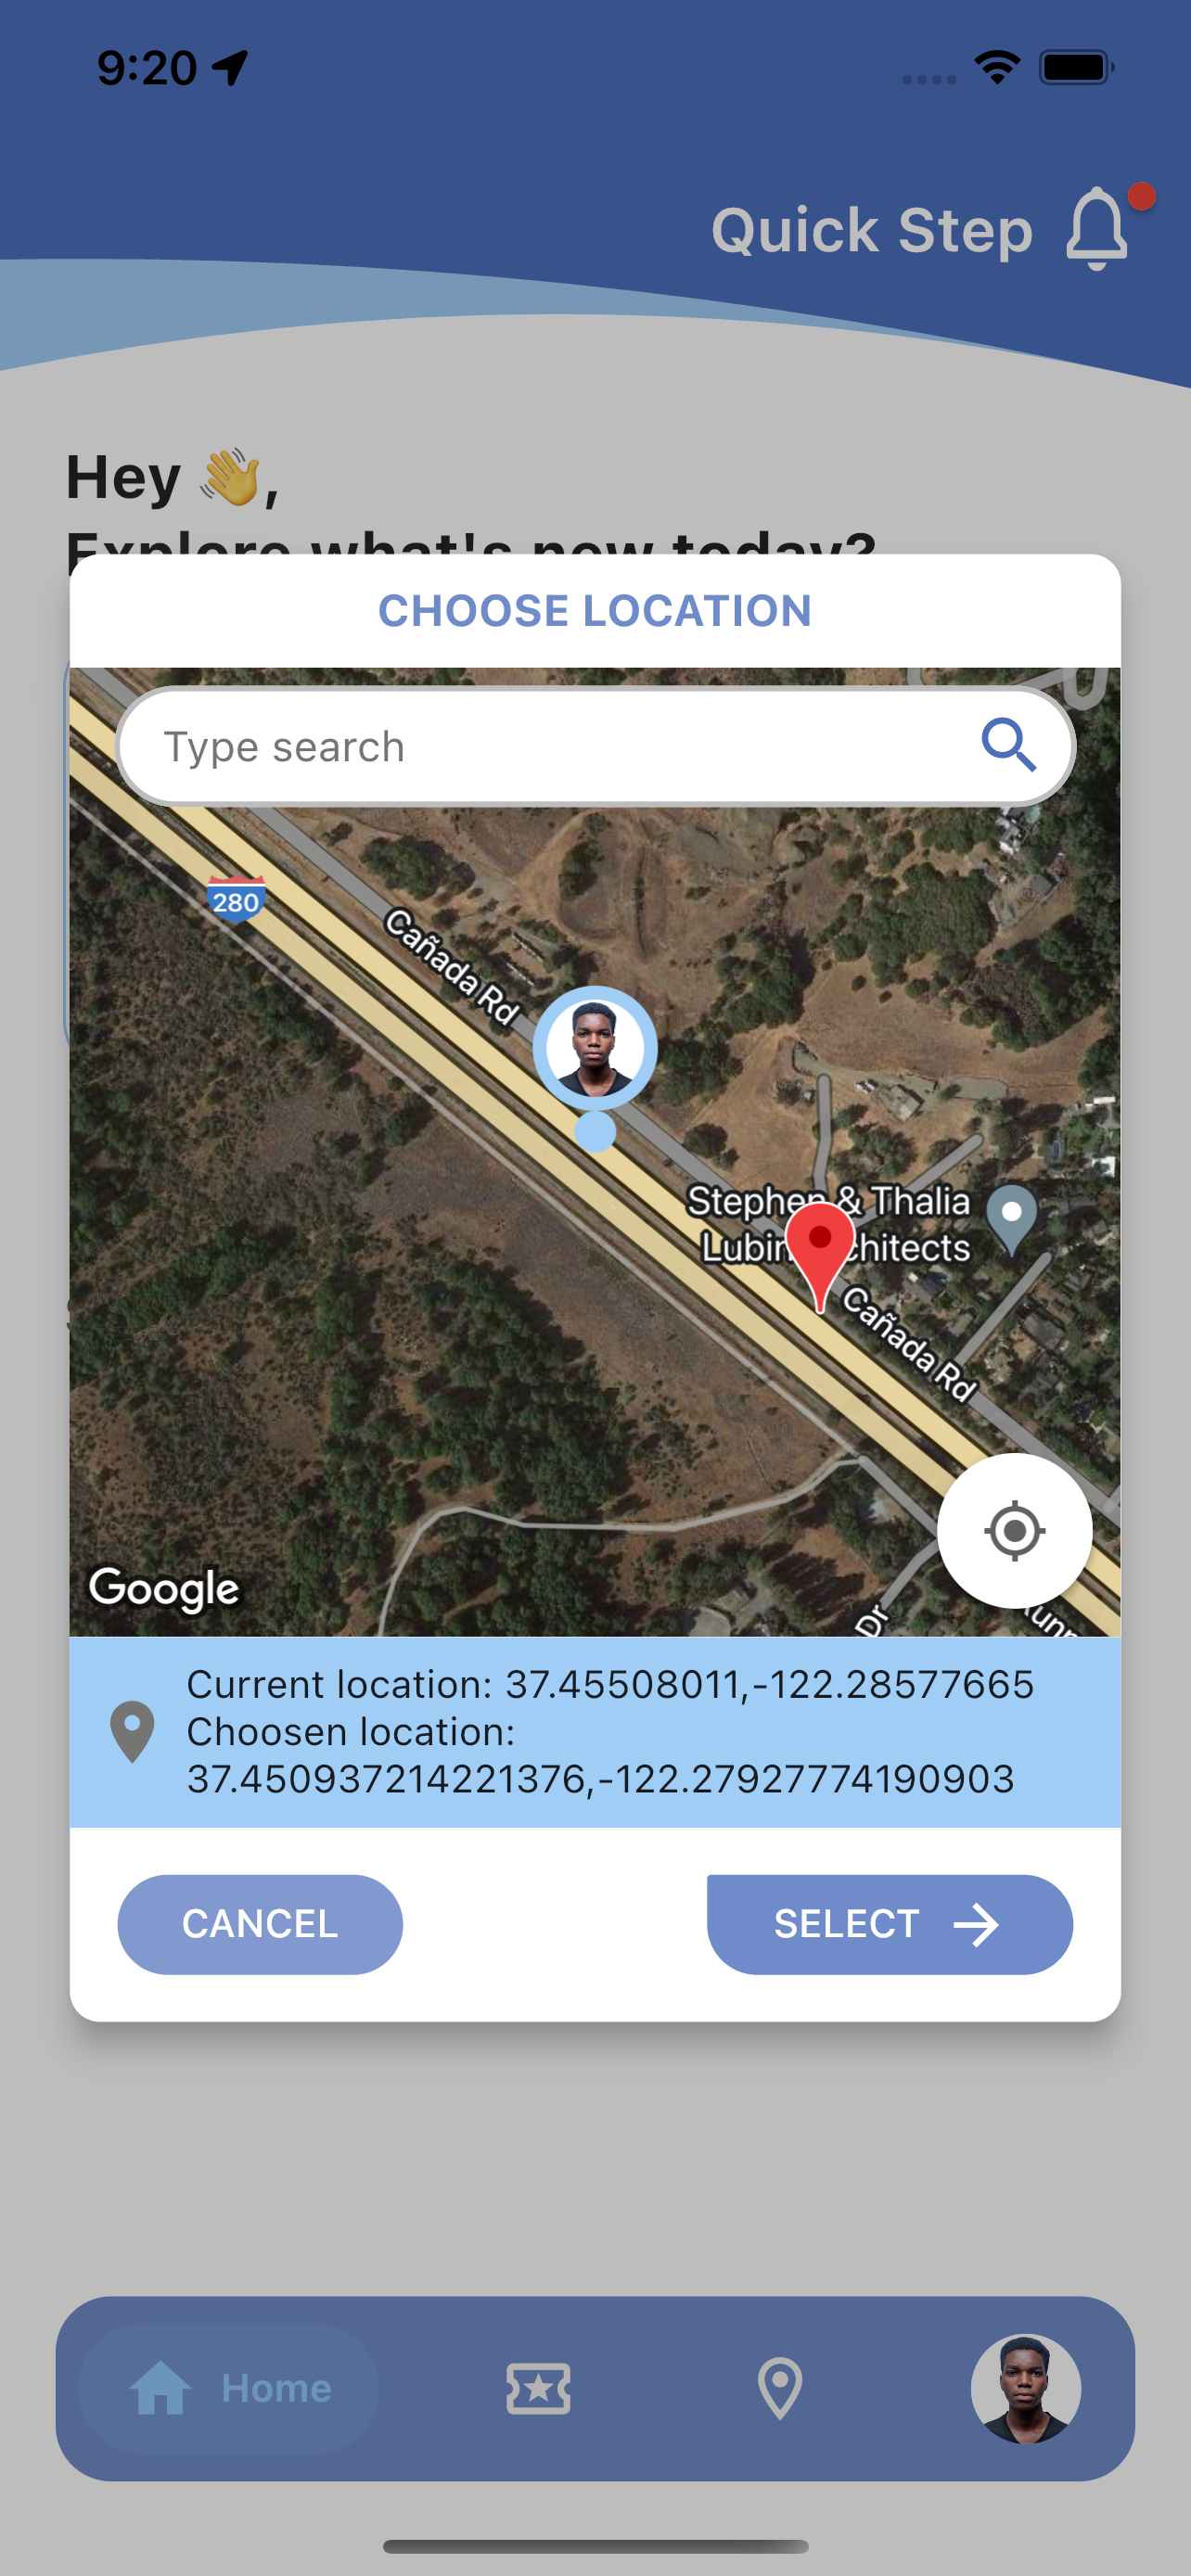 9:20
Quick Step
Hey 👋,
Explore what's new today?
CHOOSE LOCATION
Type search
280
Cañada Rd
Stephen & Thalia
Lubin Architects
Cañada Rd
Dr
Google
Current location: 37.45508011,-122.28577665
Choosen location:
37.450937214221376,-122.27927774190903
CANCEL
SELECT
Home